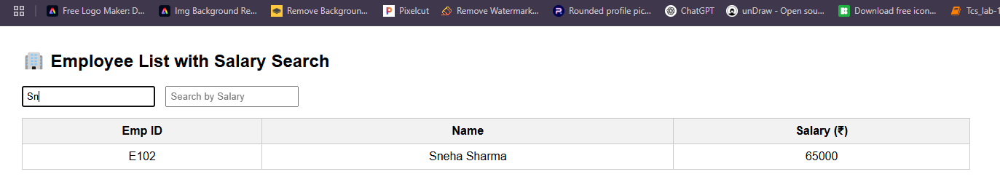 Free Logo Maker: D... Img Background Re... Remove Backgroun... Pixelcut Remove Watermark... Rounded profile pic... ChatGPT unDraw - Open sou... Download free icon... Tcs_lab-1
Employee List with Salary Search
Sn Search by Salary
Emp ID Name Salary (₹)
E102 Sneha Sharma 65000